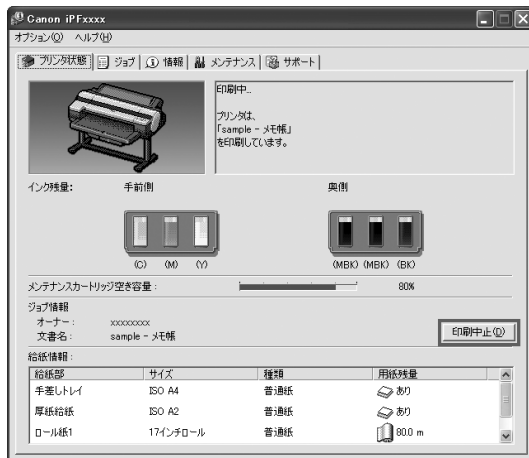 Canon iPFxxxx
オプション(O) ヘルプ(H)
プリンタ状態 ジョブ 情報 メンテナンス サポート
印刷中...
プリンタは、
「sample - メモ帳」
を印刷しています。
インク残量: 手前側 奥側
(C) (M) (Y) (MBK) (MBK) (BK)
メンテナンスカートリッジ空き容量: 80%
ジョブ情報
オーナー: xxxxxxxx
文書名: sample - メモ帳
印刷中止(D)
給紙情報:
給紙部 サイズ 種類 用紙残量
手差しトレイ ISO A4 普通紙 あり
厚紙給紙 ISO A2 普通紙 あり
ロール紙1 17インチロール 普通紙 80.0 m